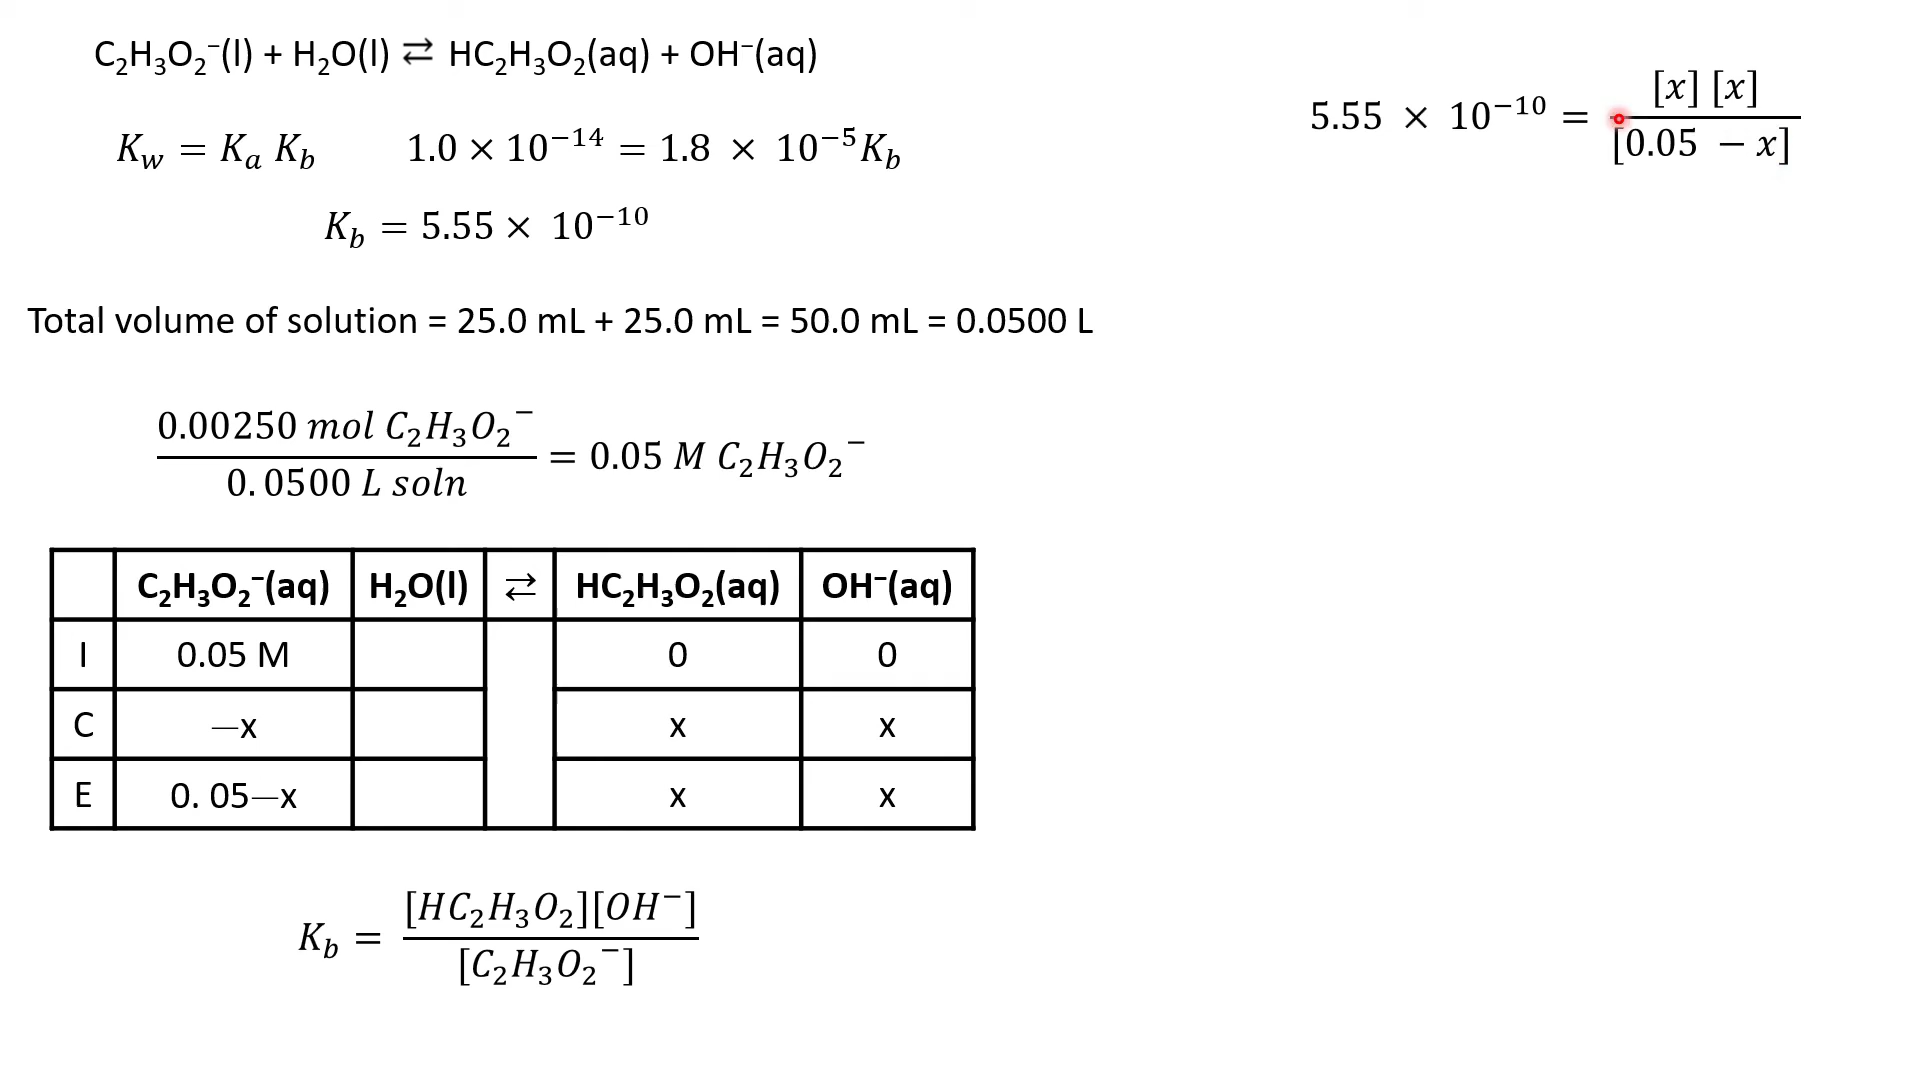 C₂H₃O₂⁻(l) + H₂O(l) ⇄ HC₂H₃O₂(aq) + OH⁻(aq)
K_w = K_a K_b    1.0 × 10⁻¹⁴ = 1.8 × 10⁻⁵ K_b
K_b = 5.55 × 10⁻¹⁰
Total volume of solution = 25.0 mL + 25.0 mL = 50.0 mL = 0.0500 L
0.00250 mol C₂H₃O₂⁻
0.0500 L soln
= 0.05 M C₂H₃O₂⁻
C₂H₃O₂⁻(aq) H₂O(l) ⇄ HC₂H₃O₂(aq) OH⁻(aq)
I 0.05 M 0 0
C —x x x
E 0. 05—x x x
K_b =
[HC₂H₃O₂][OH⁻]
[C₂H₃O₂⁻]
5.55 × 10⁻¹⁰ =
[x] [x]
[0.05 − x]